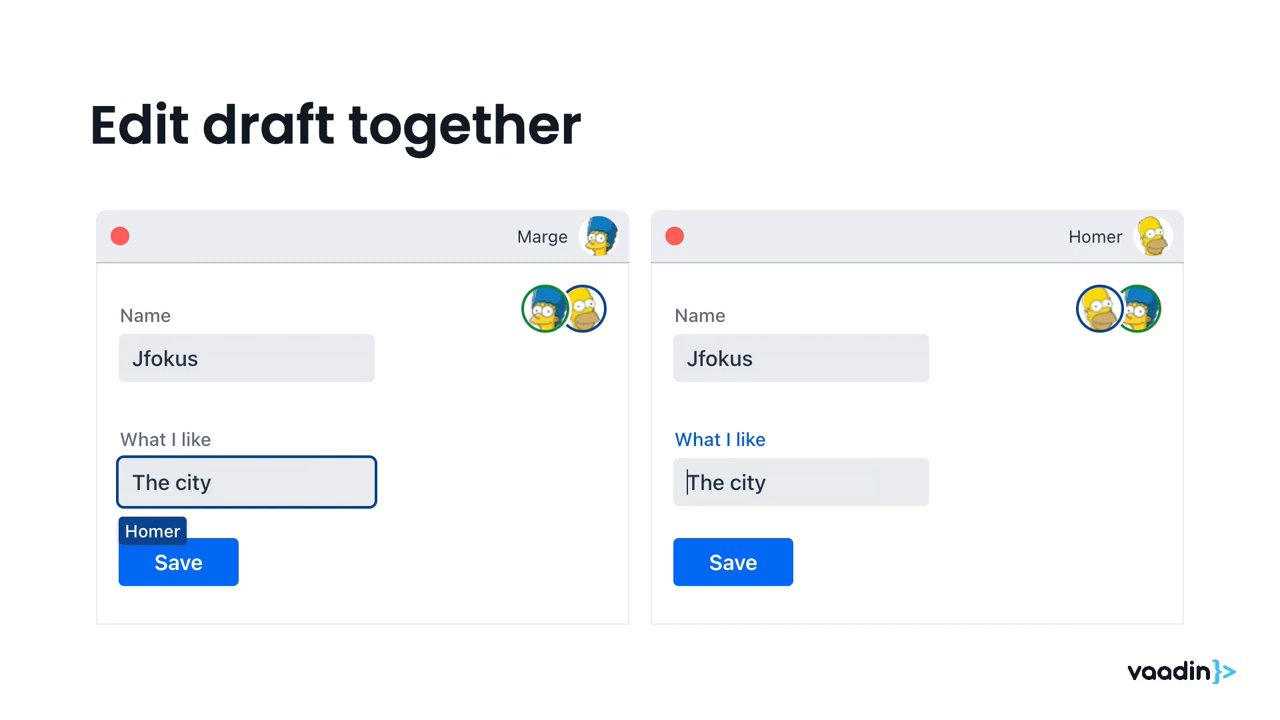 Edit draft together
Marge
Name
Jfokus
What I like
The city
Homer
Save
Homer
Name
Jfokus
What I like
The city
Save
vaadin}>